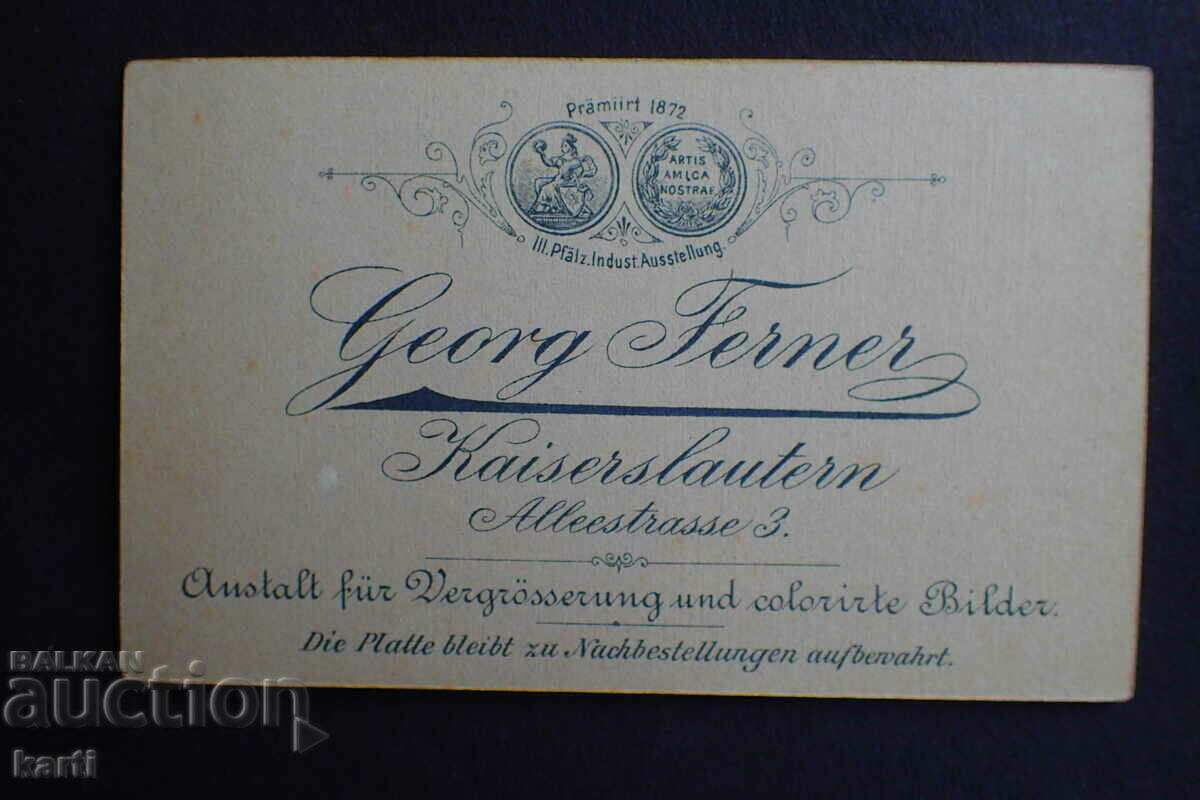 Prämiirt 1872
ARTIS
AMICA
NOSTRAE
III. Pfälz. Indust. Ausstellung.
Georg Ferner
Kaiserslautern
Alleestrasse 3.
Anstalt für Vergrösserung und colorirte Bilder.
Die Platte bleibt zu Nachbestellungen aufbewahrt.
BALKAN
auction
karti